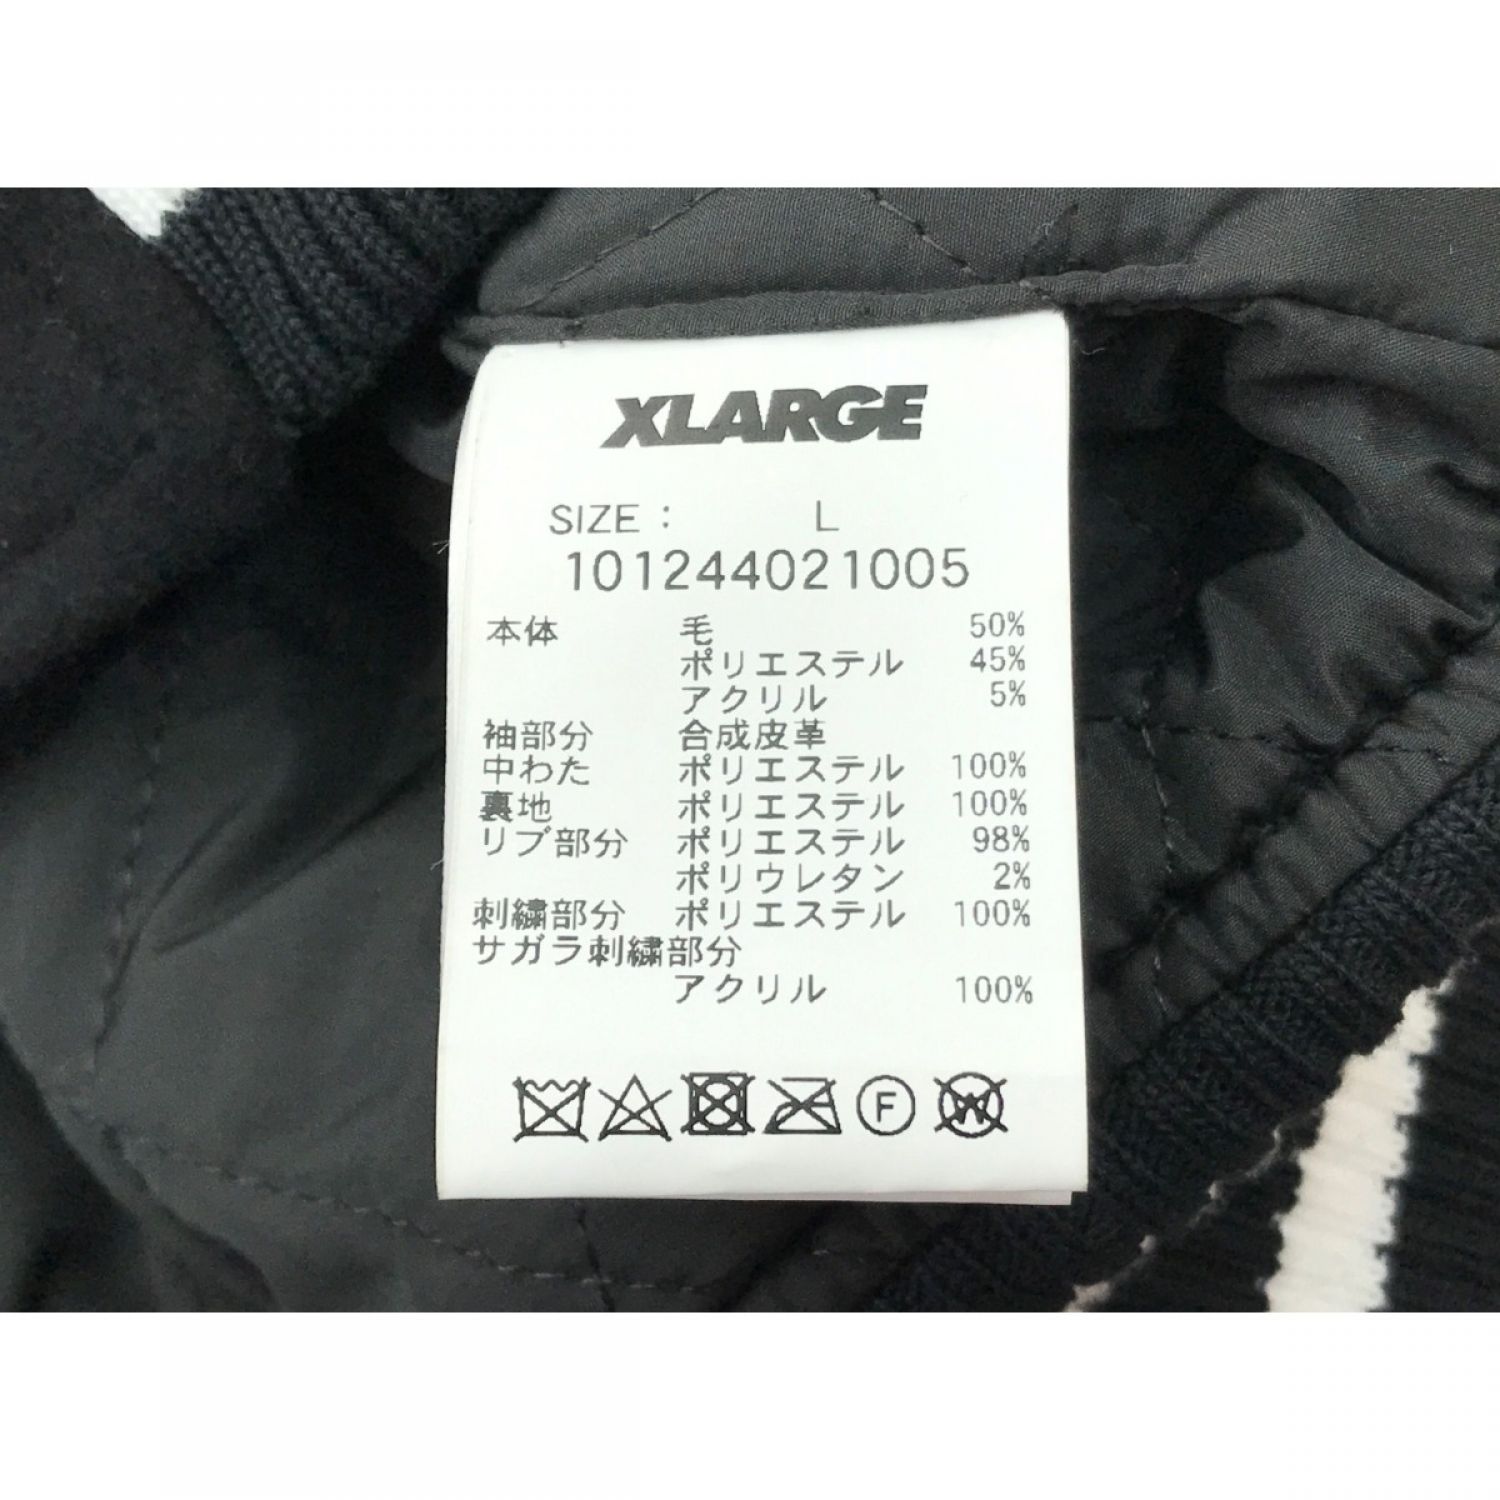 XLARGE
SIZE : L
101244021005
本体 毛 50%
ポリエステル 45%
アクリル 5%
袖部分 合成皮革
中わた ポリエステル 100%
裏地 ポリエステル 100%
リブ部分 ポリエステル 98%
ポリウレタン 2%
刺繍部分 ポリエステル 100%
サガラ刺繍部分
アクリル 100%
F W